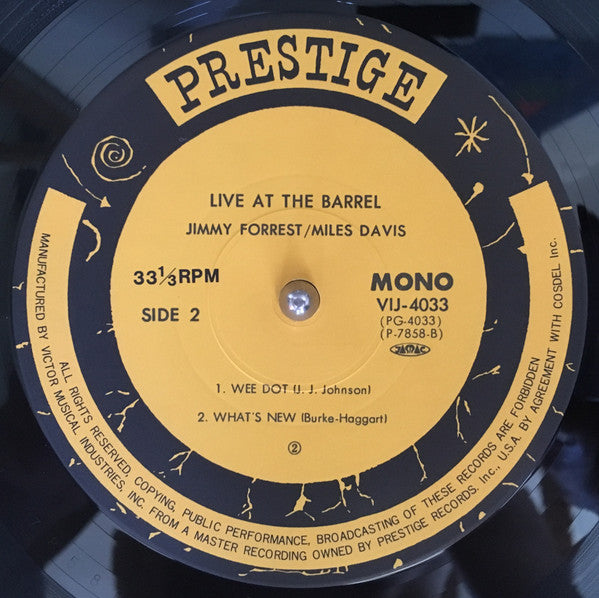 PRESTIGE
LIVE AT THE BARREL
JIMMY FORREST/MILES DAVIS
33⅓RPM
SIDE 2
MONO
VIJ-4033
(PG-4033)
(P-7858-B)
JASRAC
1. WEE DOT (J. J. Johnson)
2. WHAT'S NEW (Burke-Haggart)
②
ALL RIGHTS RESERVED, COPYING, PUBLIC PERFORMANCE, BROADCASTING OF THESE RECORDS ARE FORBIDDEN
MANUFACTURED BY VICTOR MUSICAL INDUSTRIES, INC. FROM A MASTER RECORDING OWNED BY PRESTIGE RECORDS. Inc., U.S.A. BY AGREEMENT WITH COSDEL Inc.